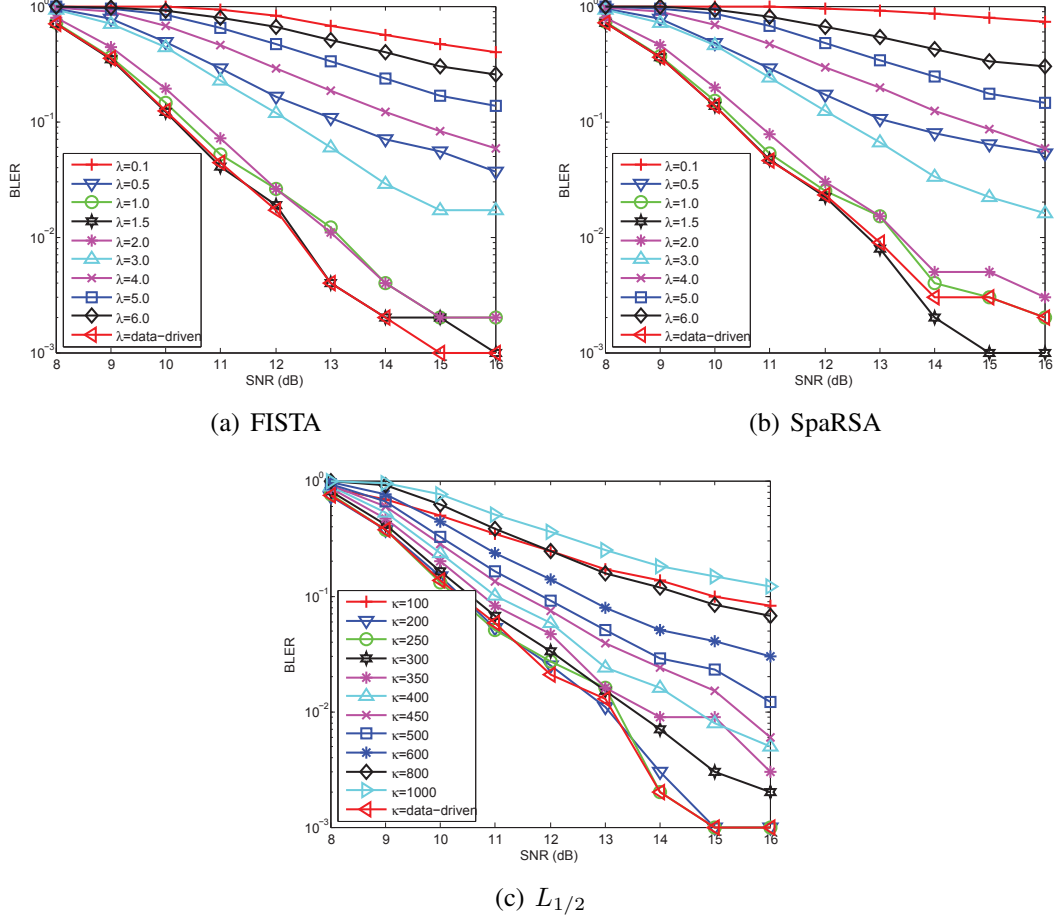 10^0
10^-1
10^-2
10^-3
BLER
λ=0.1
λ=0.5
λ=1.0
λ=1.5
λ=2.0
λ=3.0
λ=4.0
λ=5.0
λ=6.0
λ=data−driven
8 9 10 11 12 13 14 15 16
SNR (dB)
(a) FISTA
10^0
10^-1
10^-2
10^-3
BLER
λ=0.1
λ=0.5
λ=1.0
λ=1.5
λ=2.0
λ=3.0
λ=4.0
λ=5.0
λ=6.0
λ=data−driven
8 9 10 11 12 13 14 15 16
SNR (dB)
(b) SpaRSA
10^0
10^-1
10^-2
10^-3
BLER
κ=100
κ=200
κ=250
κ=300
κ=350
κ=400
κ=450
κ=500
κ=600
κ=800
κ=1000
κ=data−driven
8 9 10 11 12 13 14 15 16
SNR (dB)
(c) L_{1/2}